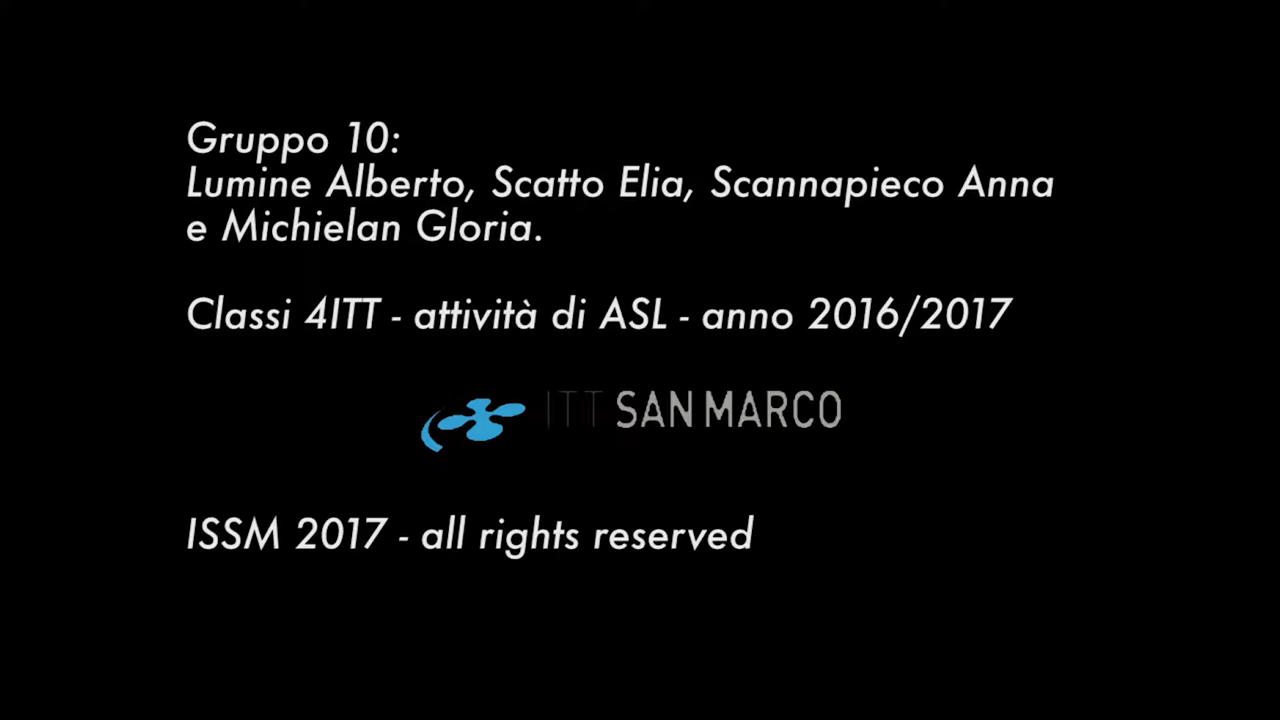 Gruppo 10:
Lumine Alberto, Scatto Elia, Scannapieco Anna
e Michielan Gloria.
Classi 4ITT - attività di ASL - anno 2016/2017
ITT SAN MARCO
ISSM 2017 - all rights reserved